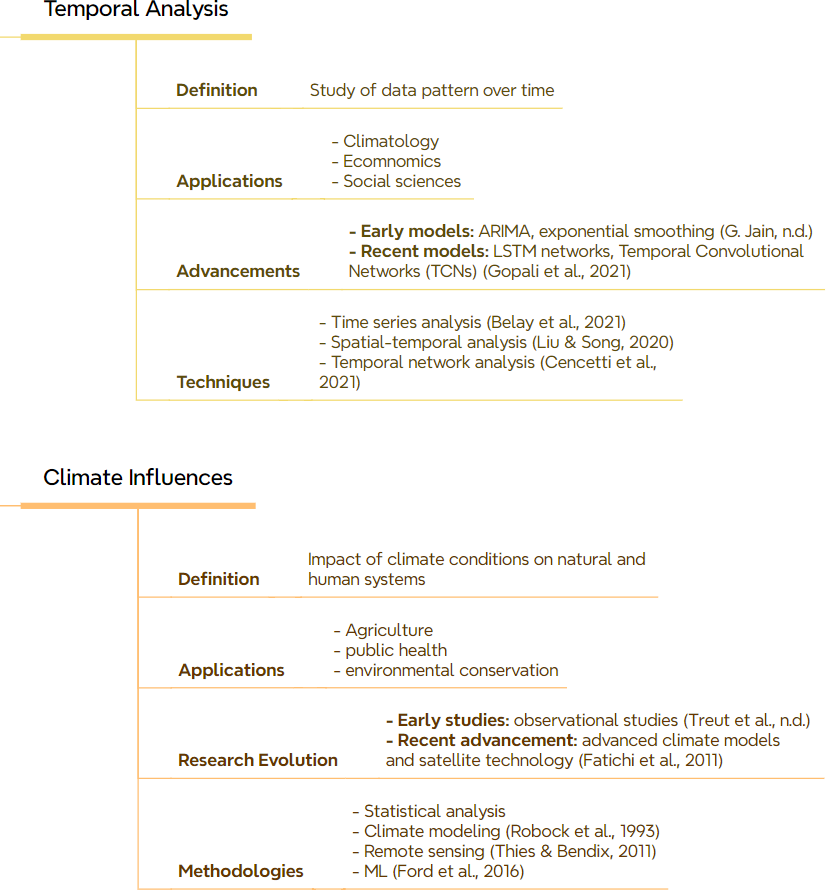 Temporal Analysis
Definition
Study of data pattern over time
Applications
- Climatology
- Ecomnomics
- Social sciences
Advancements
- Early models: ARIMA, exponential smoothing (G. Jain, n.d.)
- Recent models: LSTM networks, Temporal Convolutional
Networks (TCNs) (Gopali et al., 2021)
Techniques
- Time series analysis (Belay et al., 2021)
- Spatial-temporal analysis (Liu & Song, 2020)
- Temporal network analysis (Cencetti et al.,
2021)
Climate Influences
Definition
Impact of climate conditions on natural and
human systems
Applications
- Agriculture
- public health
- environmental conservation
Research Evolution
- Early studies: observational studies (Treut et al., n.d.)
- Recent advancement: advanced climate models
and satellite technology (Fatichi et al., 2011)
Methodologies
- Statistical analysis
- Climate modeling (Robock et al., 1993)
- Remote sensing (Thies & Bendix, 2011)
- ML (Ford et al., 2016)